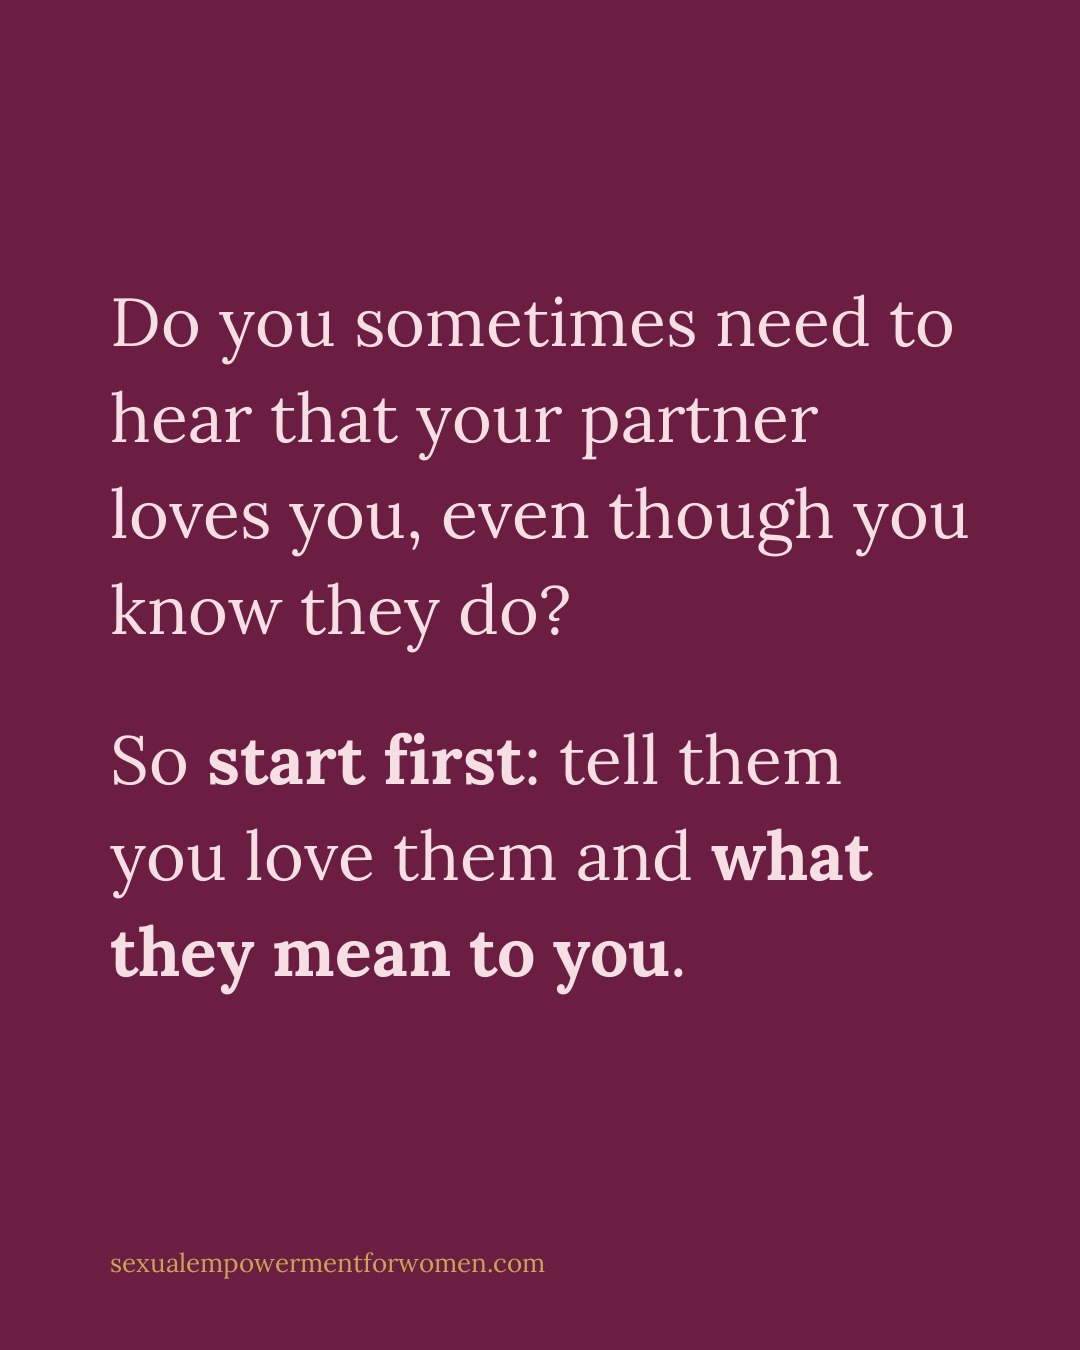 Do you sometimes need to
hear that your partner
loves you, even though you
know they do?
So start first: tell them
you love them and what
they mean to you.
sexualempowermentforwomen.com